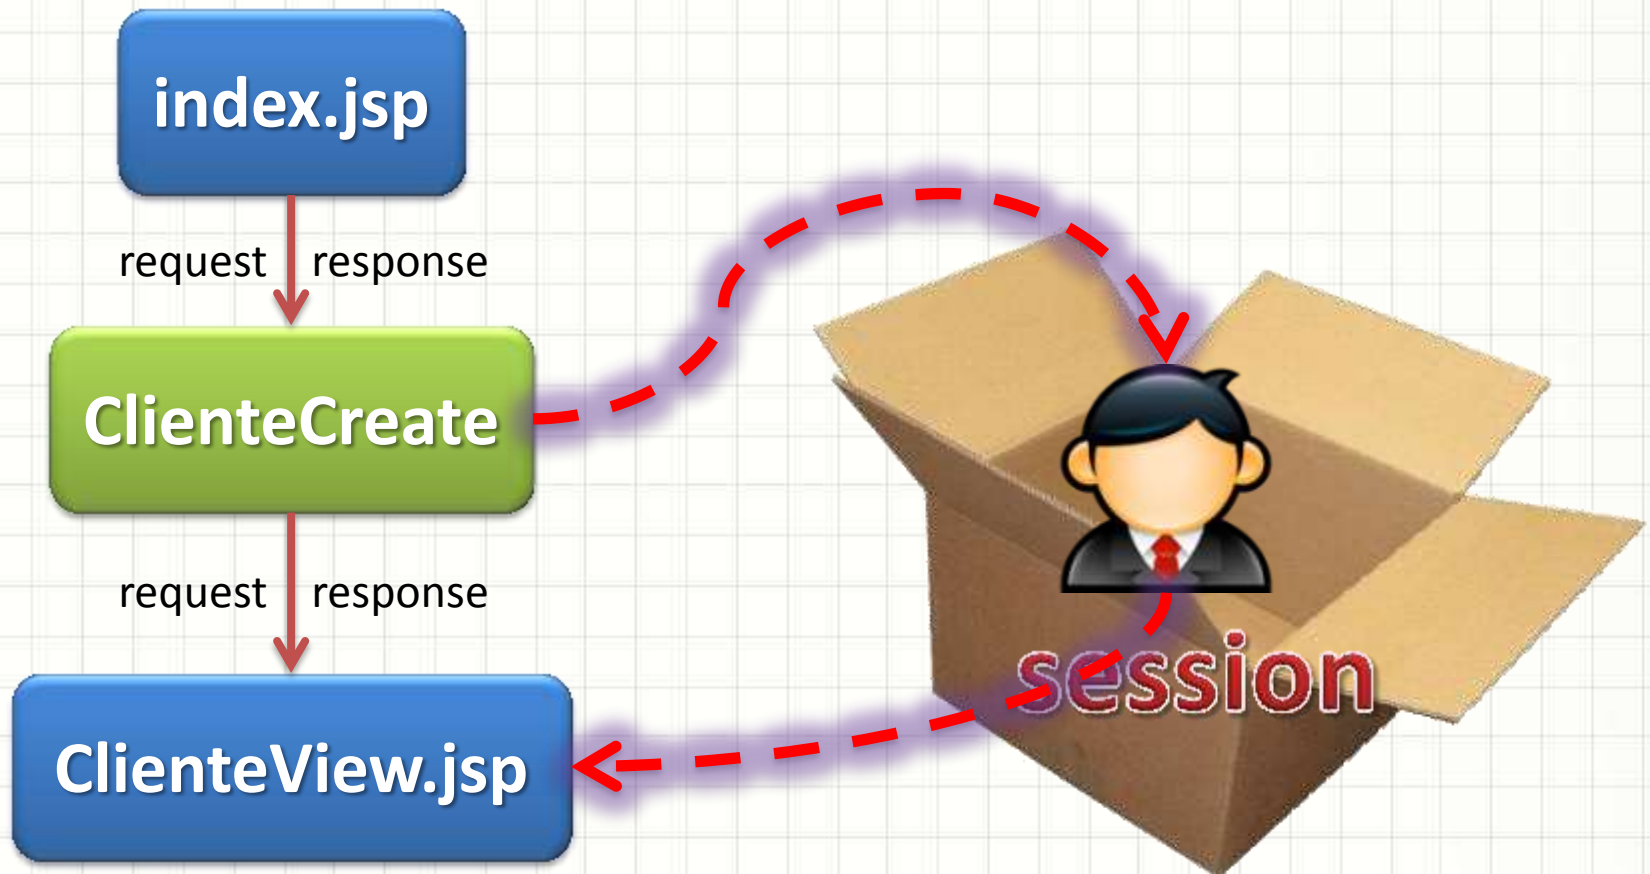 index.jsp
request response
ClienteCreate
request response
session
ClienteView.jsp